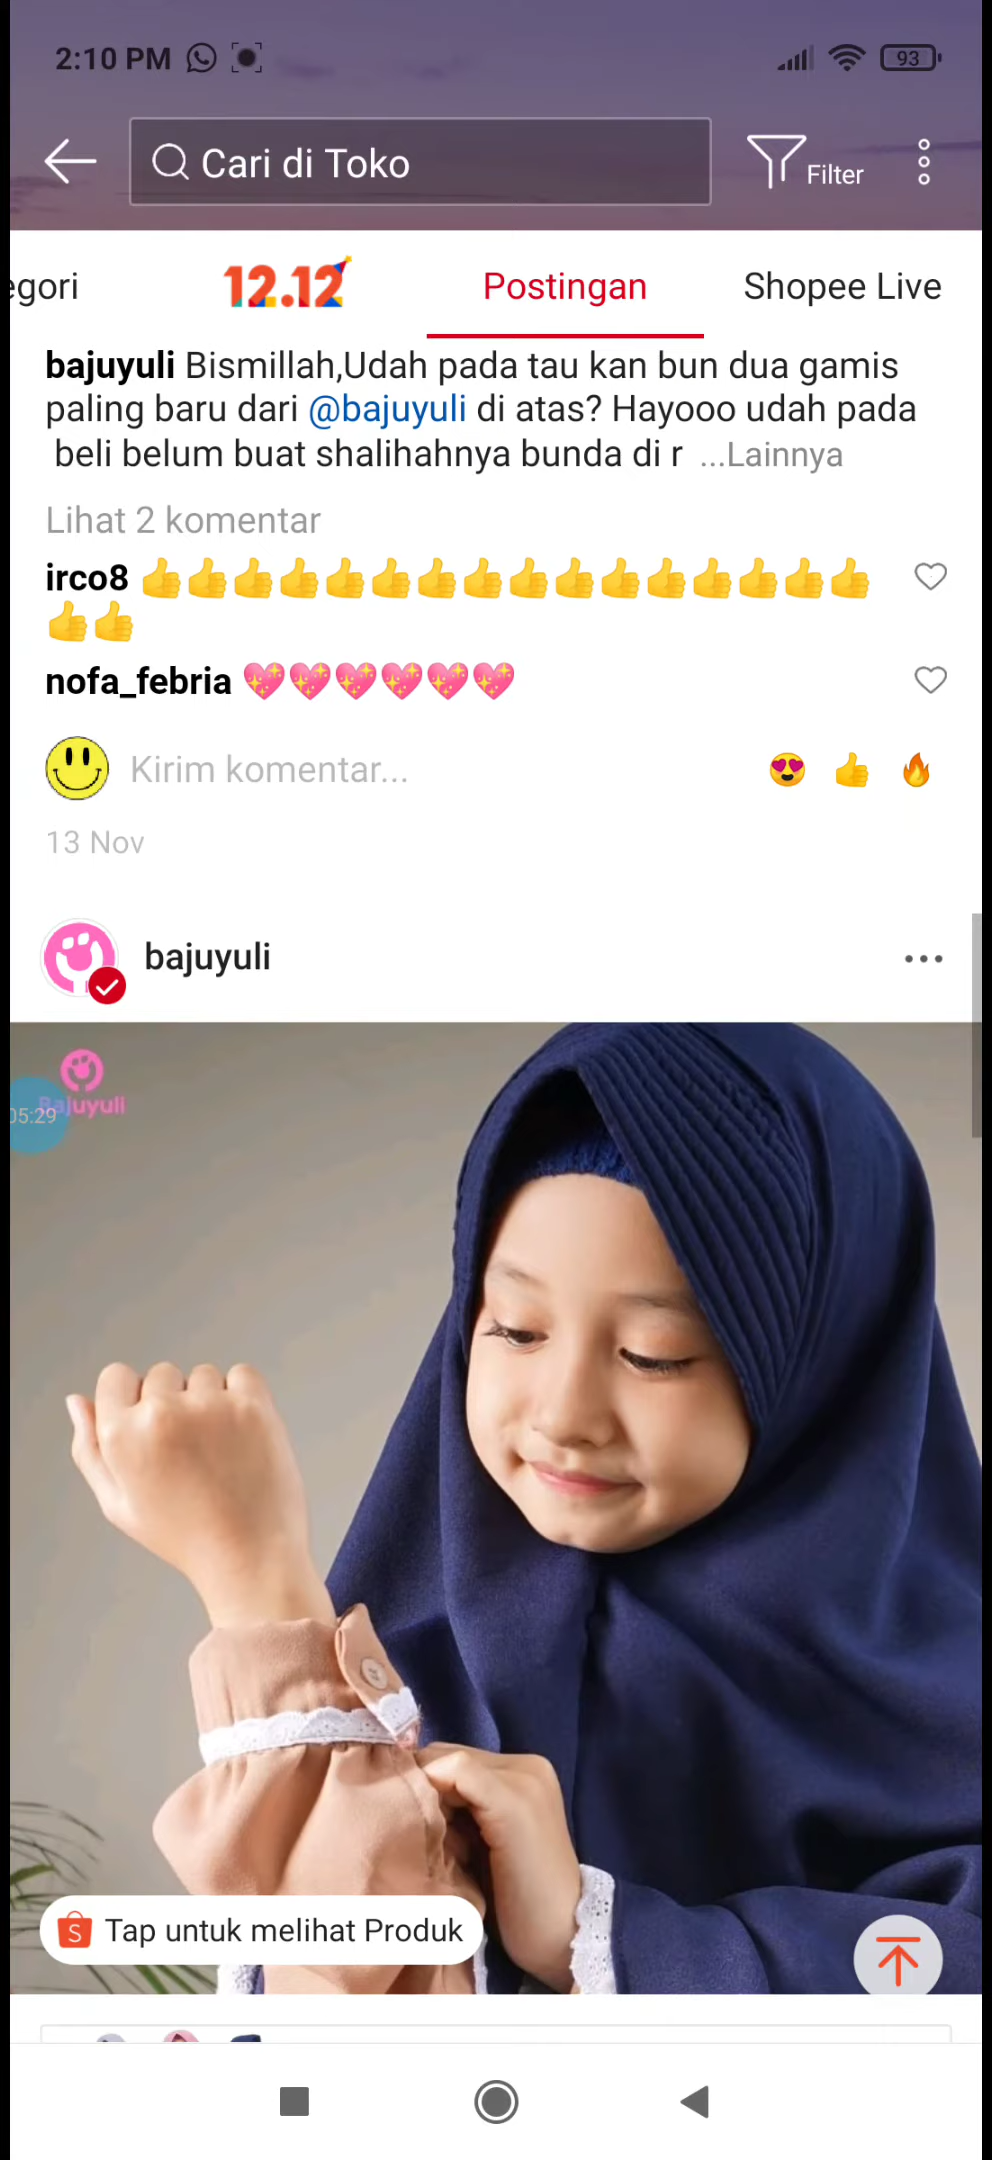 2:10 PM
93
Cari di Toko
Filter
egori
12.12
Postingan
Shopee Live
bajuyuli Bismillah,Udah pada tau kan bun dua gamis
paling baru dari @bajuyuli di atas? Hayooo udah pada
beli belum buat shalihahnya bunda di r ...Lainnya
Lihat 2 komentar
irco8 👍👍👍👍👍👍👍👍👍👍👍👍👍👍👍👍
👍👍
nofa_febria 💖💖💖💖💖💖
Kirim komentar...
13 Nov
bajuyuli
Bajuyuli
05:29
Tap untuk melihat Produk